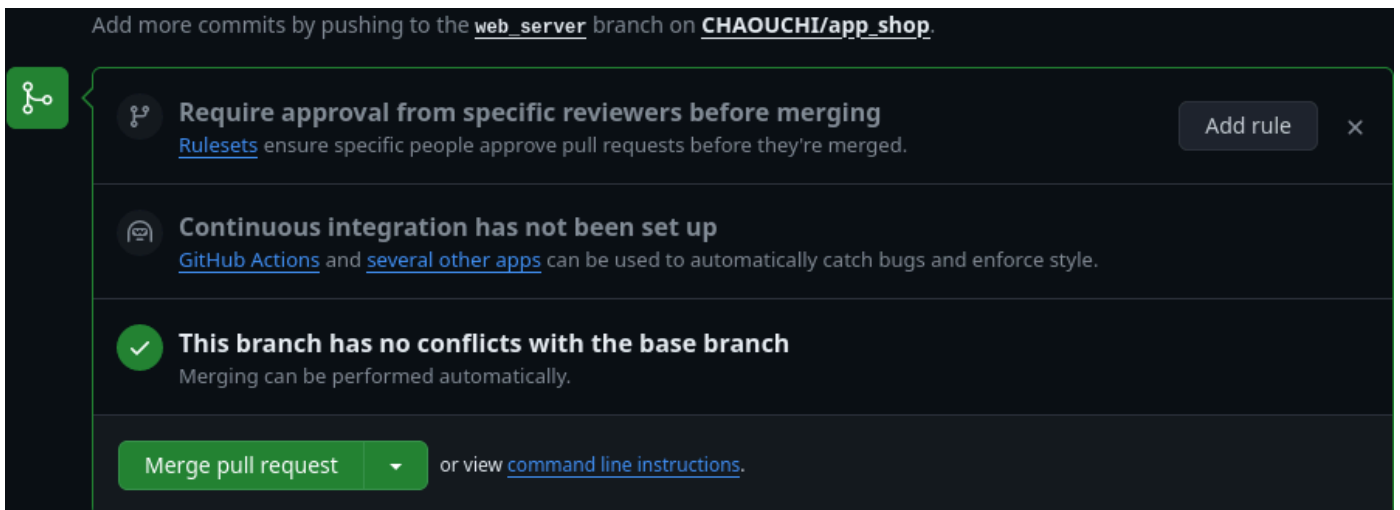 Add more commits by pushing to the web_server branch on CHAOUCHI/app_shop.
Require approval from specific reviewers before merging
Rulesets ensure specific people approve pull requests before they're merged.
Add rule
Continuous integration has not been set up
GitHub Actions and several other apps can be used to automatically catch bugs and enforce style.
This branch has no conflicts with the base branch
Merging can be performed automatically.
Merge pull request or view command line instructions.